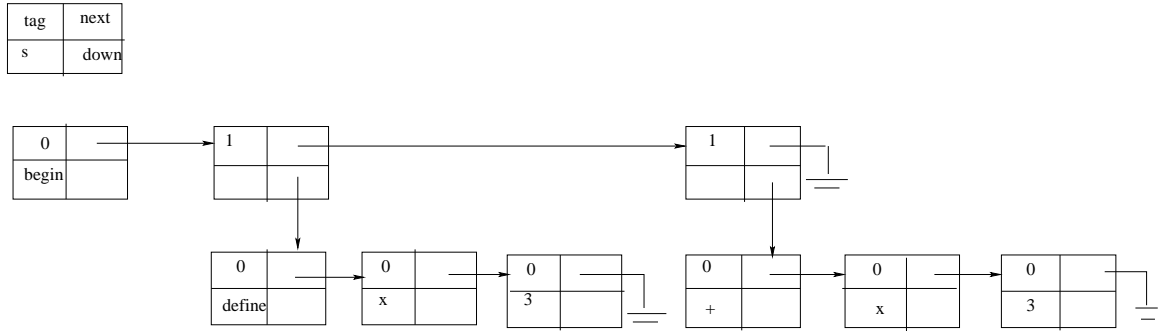 tag next
s down
0 1 1
begin
0 0 0 0 0 0
define x 3 + x 3